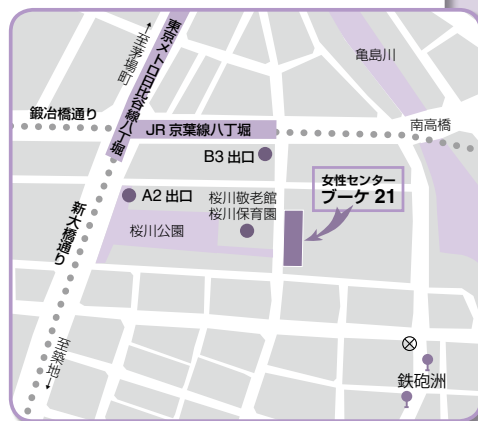 ←至茅場町
東京メトロ日比谷線八丁堀
亀島川
鍛冶橋通り
JR 京葉線八丁堀
南高橋
B3 出口
女性センター
ブーケ 21
A2 出口
桜川敬老館
桜川保育園
桜川公園
新大橋通り
至築地→
鉄砲洲